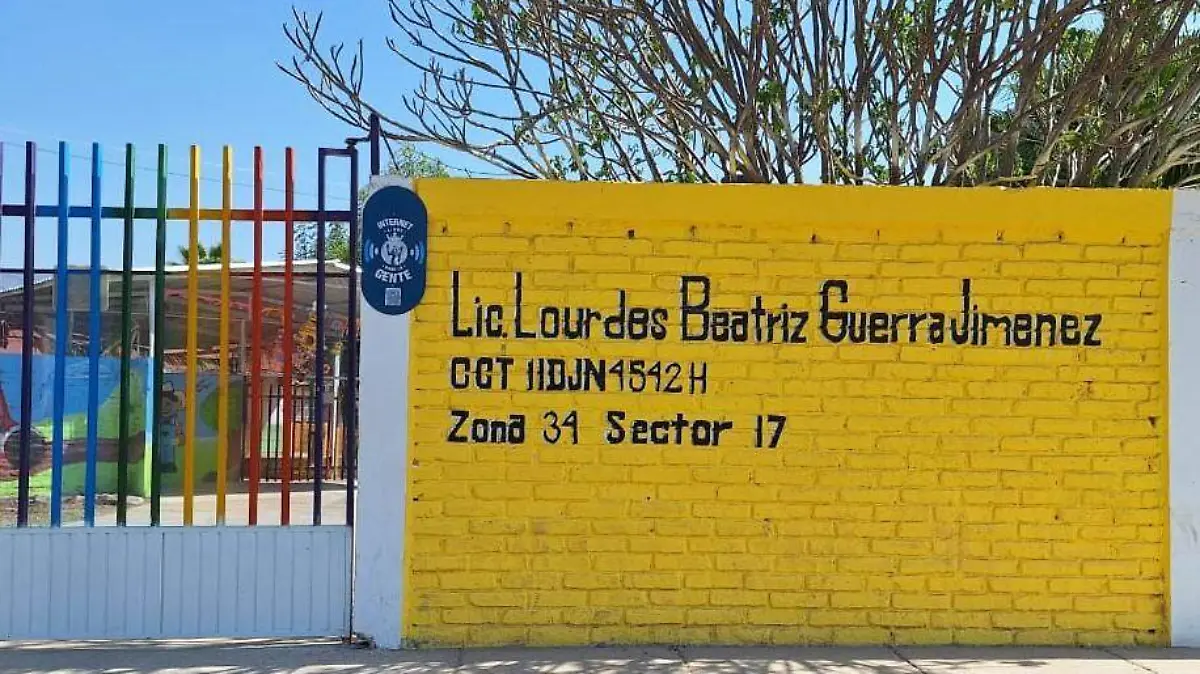 INTERNET
GENTE
Lic. Lourdes Beatriz Guerra Jimenez
CCT 11DJN4542H
Zona 34 Sector 17